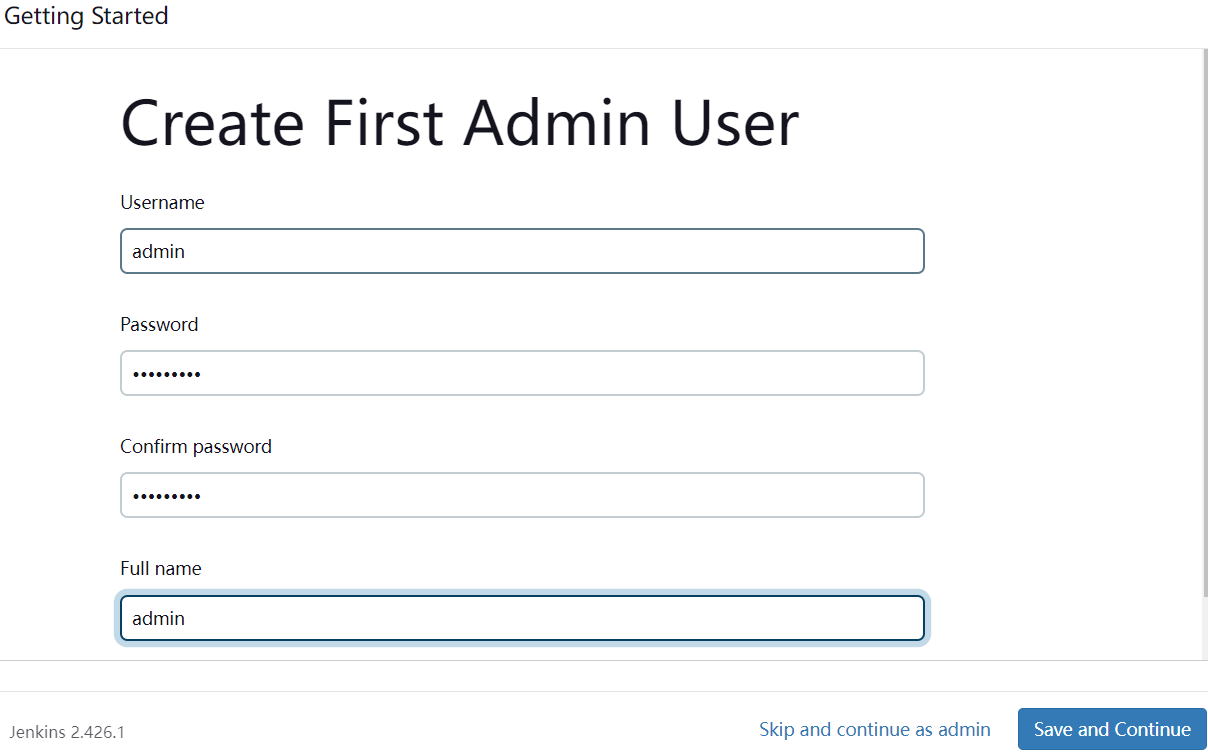 Getting Started
Create First Admin User
Username
admin
Password
•••••••••
Confirm password
•••••••••
Full name
admin
Jenkins 2.426.1
Skip and continue as admin
Save and Continue